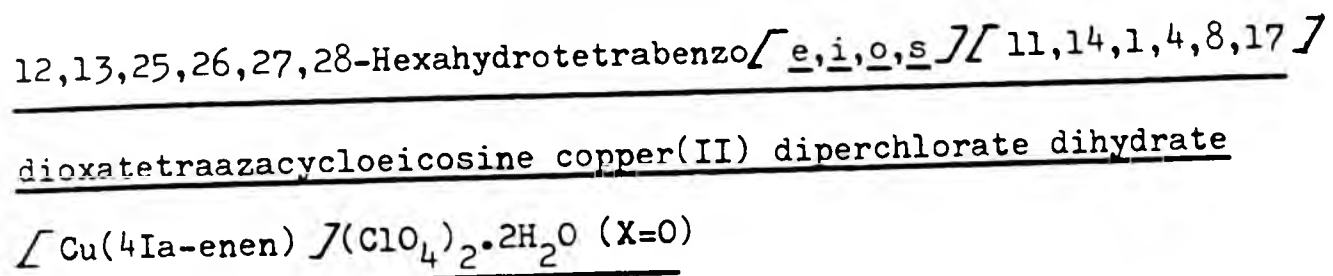 12,13,25,26,27,28-Hexahydrotetrabenzo[e,i,o,s][11,14,1,4,8,17]
dioxatetraazacycloeicosine copper(II) diperchlorate dihydrate
[Cu(4Ia-enen)](ClO₄)₂.2H₂O (X=O)